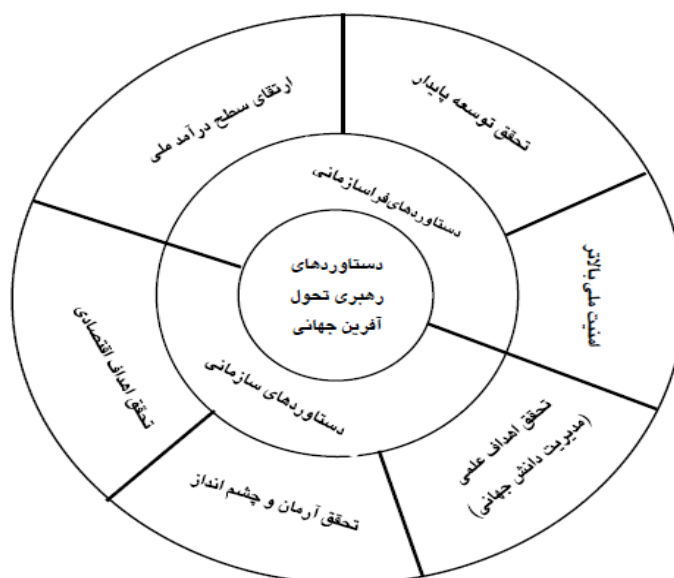 ارتقای سطح درآمد ملی
تحقق توسعه پایدار
دستاوردهای فراسازمانی
امنیت ملی بالاتر
دستاوردهای
رهبری تحول
آفرین جهانی
تحقق اهداف اقتصادی
دستاوردهای سازمانی
تحقق اهداف علمی
(مدیریت دانش جهانی)
تحقق آرمان و چشم انداز